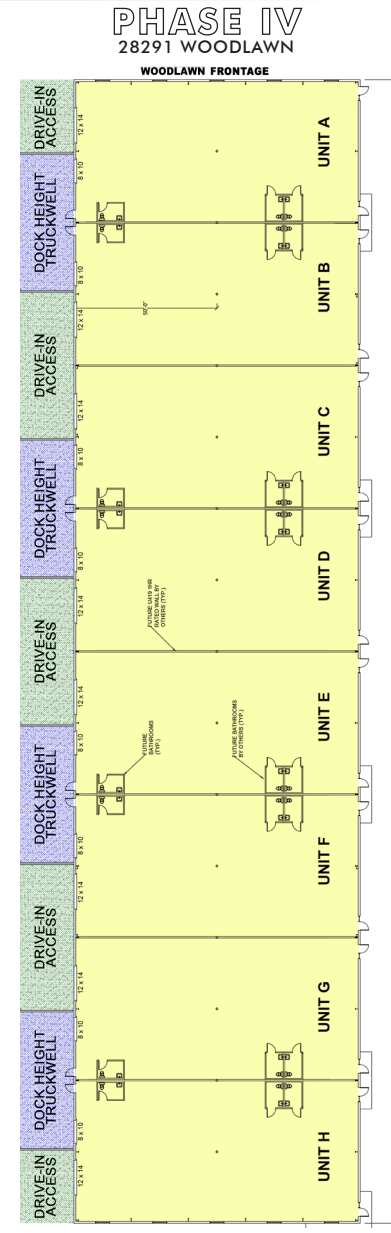 PHASE IV
28291 WOODLAWN
WOODLAWN FRONTAGE
DRIVE-IN
ACCESS
12 x 14
UNIT A
DOCK HEIGHT
TRUCKWELL
8 x 10
8 x 10
UNIT B
50'-0"
12 x 14
DRIVE-IN
ACCESS
12 x 14
UNIT C
DOCK HEIGHT
TRUCKWELL
8 x 10
8 x 10
UNIT D
12 x 14
FUTURE U419 1HR
RATED WALL BY
OTHERS (TYP.)
DRIVE-IN
ACCESS
12 x 14
UNIT E
DOCK HEIGHT
TRUCKWELL
8 x 10
FUTURE
BATHROOMS
(TYP.)
FUTURE BATHROOMS
BY OTHERS (TYP.)
8 x 10
UNIT F
12 x 14
DRIVE-IN
ACCESS
12 x 14
UNIT G
DOCK HEIGHT
TRUCKWELL
8 x 10
8 x 10
UNIT H
DRIVE-IN
ACCESS
12 x 14